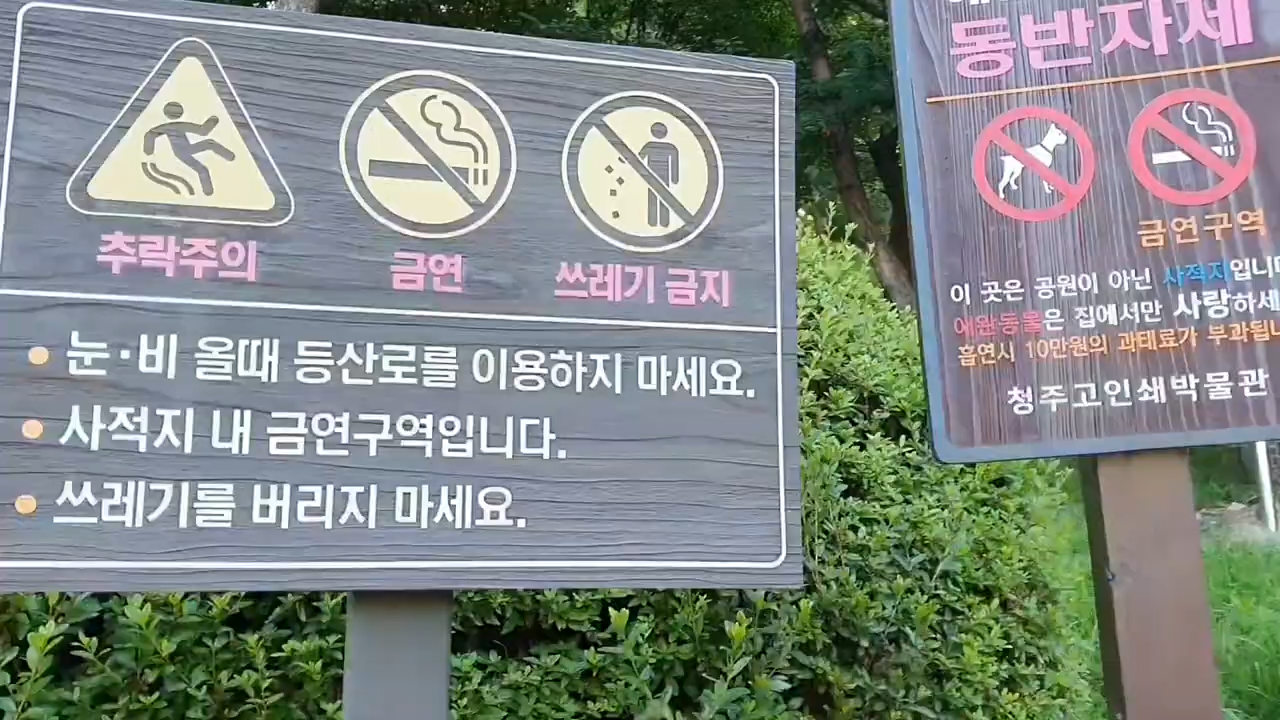 추락주의
금연
쓰레기 금지
눈·비 올때 등산로를 이용하지 마세요.
사적지 내 금연구역입니다.
쓰레기를 버리지 마세요.
동반자제
금연구역
이 곳은 공원이 아닌 사적지입니다
애완동물은 집에서만 사랑하세
흡연시 10만원의 과태료가 부과됩니
청주고인쇄박물관